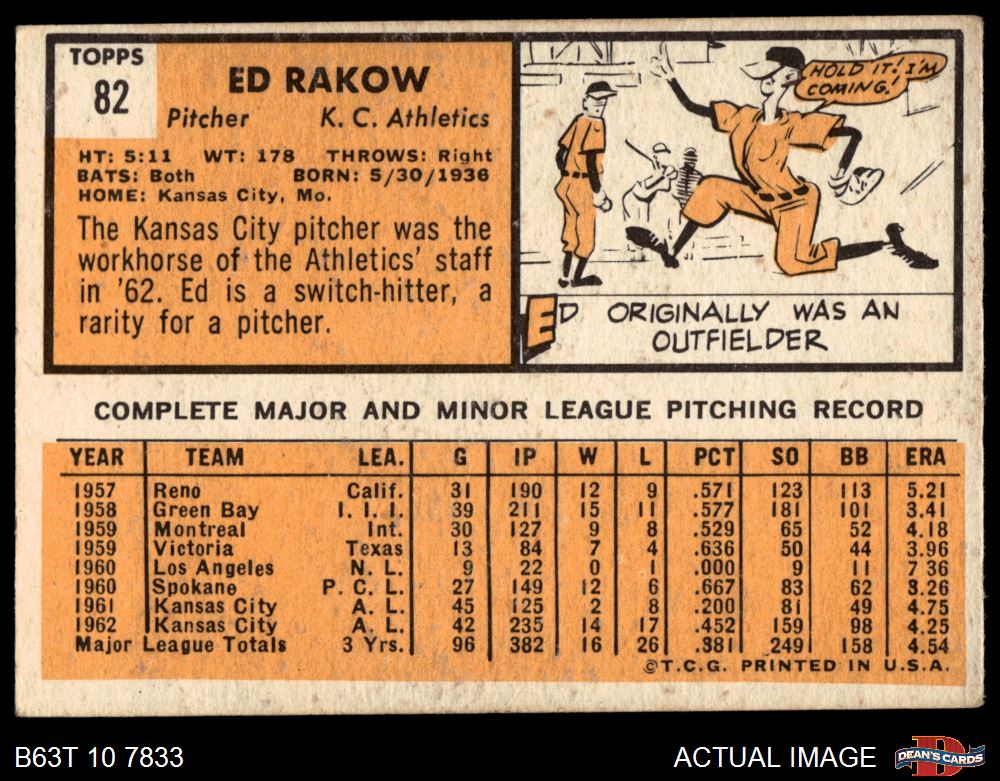 TOPPS
82
ED RAKOW
Pitcher K. C. Athletics
HT: 5:11 WT: 178 THROWS: Right
BATS: Both BORN: 5/30/1936
HOME: Kansas City, Mo.
The Kansas City pitcher was the
workhorse of the Athletics' staff
in '62. Ed is a switch-hitter, a
rarity for a pitcher.
HOLD IT! I'M
COMING!
ED ORIGINALLY WAS AN
OUTFIELDER
COMPLETE MAJOR AND MINOR LEAGUE PITCHING RECORD
YEAR TEAM LEA. G IP W L PCT SO BB ERA
1957 Reno Calif. 31 190 12 9 .571 123 113 5.21
1958 Green Bay I. I. I. 39 211 15 11 .577 181 101 3.41
1959 Montreal Int. 30 127 9 8 .529 65 52 4.18
1959 Victoria Texas 13 84 7 4 .636 50 44 3.96
1960 Los Angeles N. L. 9 22 0 1 .000 9 11 7 36
1960 Spokane P. C. L. 27 149 12 6 .667 83 62 3.26
1961 Kansas City A. L. 45 125 2 8 .200 81 49 4.75
1962 Kansas City A. L. 42 235 14 17 .452 159 98 4.25
Major League Totals 3 Yrs. 96 382 16 26 .381 249 158 4.54
©T.C.G. PRINTED IN U.S.A.
B63T 10 7833 ACTUAL IMAGE D DEAN'S CARDS